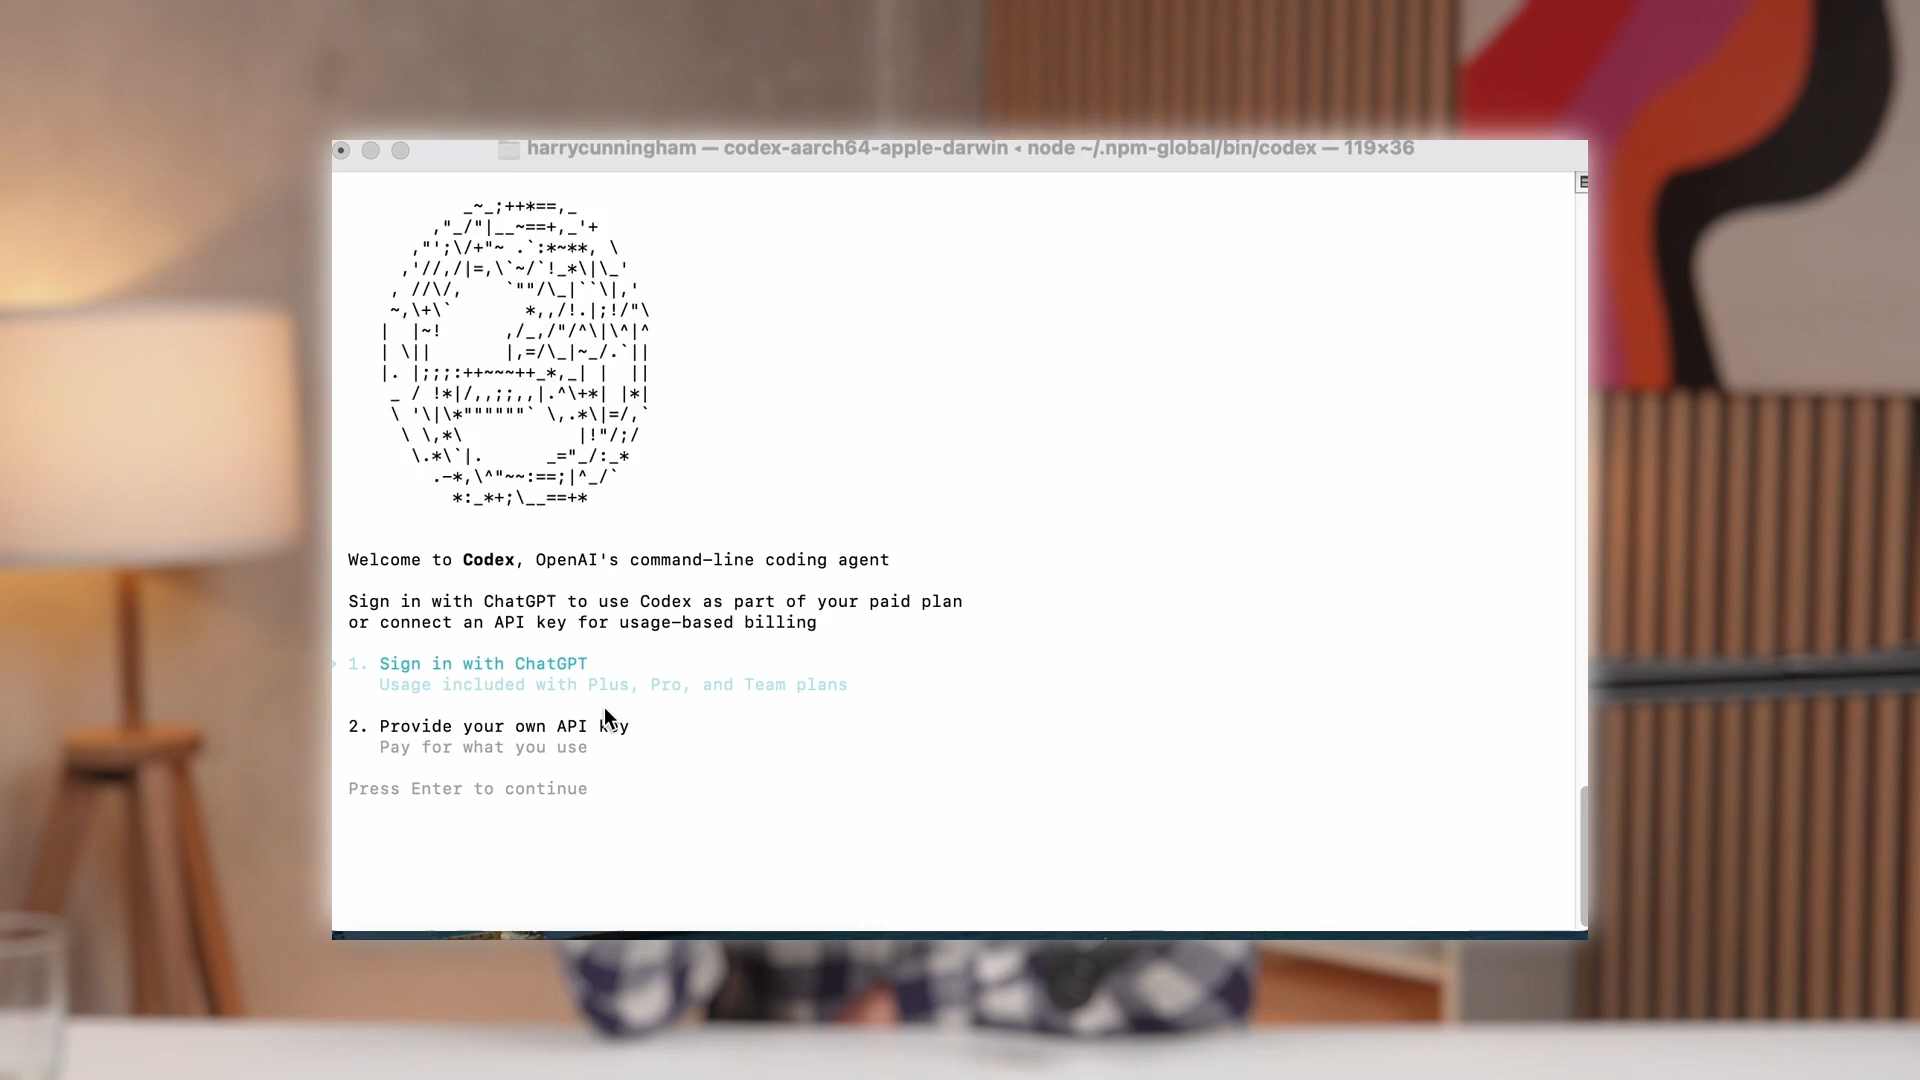 harrycunningham — codex-aarch64-apple-darwin ◂ node ~/.npm-global/bin/codex — 119×36
Welcome to Codex, OpenAI's command-line coding agent
Sign in with ChatGPT to use Codex as part of your paid plan
or connect an API key for usage-based billing
> 1. Sign in with ChatGPT
Usage included with Plus, Pro, and Team plans
2. Provide your own API key
Pay for what you use
Press Enter to continue